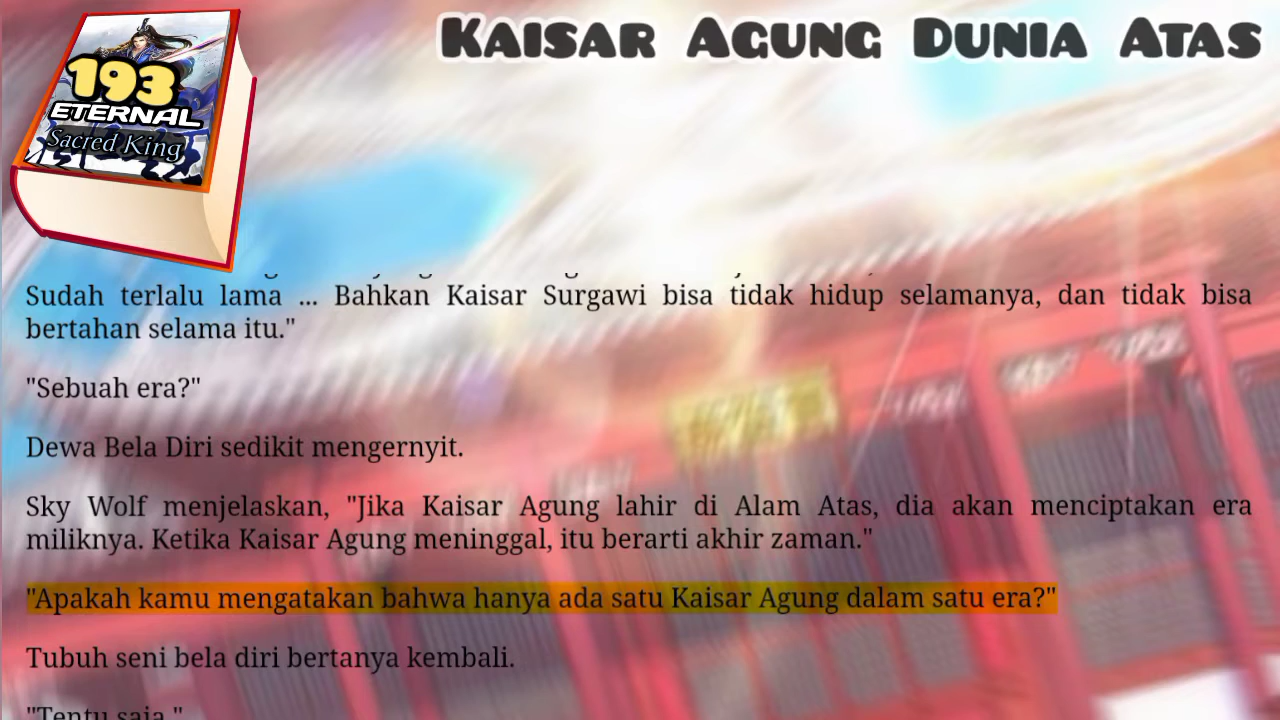 Kaisar Agung Dunia Atas
193
ETERNAL
Sacred King
Sudah terlalu lama ... Bahkan Kaisar Surgawi bisa tidak hidup selamanya, dan tidak bisa
bertahan selama itu."
"Sebuah era?"
Dewa Bela Diri sedikit mengernyit.
Sky Wolf menjelaskan, "Jika Kaisar Agung lahir di Alam Atas, dia akan menciptakan era
miliknya. Ketika Kaisar Agung meninggal, itu berarti akhir zaman."
"Apakah kamu mengatakan bahwa hanya ada satu Kaisar Agung dalam satu era?"
Tubuh seni bela diri bertanya kembali.
"Tentu saja."